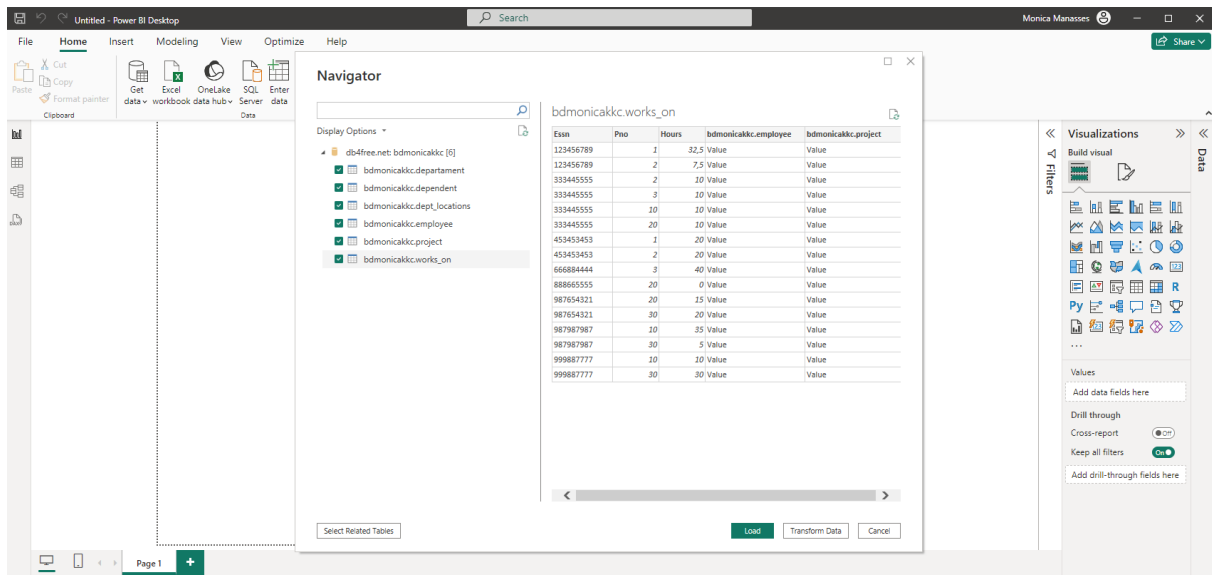 Untitled - Power BI Desktop
Search
Monica Manasses
File Home Insert Modeling View Optimize Help
Share
Paste
Cut
Copy
Format painter
Clipboard
Get data
Excel workbook
OneLake data hub
SQL Server
Enter data
Data
Navigator
Display Options
db4free.net: bdmonicakkc [6]
bdmonicakkc.departament
bdmonicakkc.dependent
bdmonicakkc.dept_locations
bdmonicakkc.employee
bdmonicakkc.project
bdmonicakkc.works_on
Select Related Tables
bdmonicakkc.works_on
Essn Pno Hours bdmonicakkc.employee bdmonicakkc.project
123456789 1 32,5 Value Value
123456789 2 7,5 Value Value
333445555 2 10 Value Value
333445555 3 10 Value Value
333445555 10 10 Value Value
333445555 20 10 Value Value
453453453 1 20 Value Value
453453453 2 20 Value Value
666884444 3 40 Value Value
888665555 20 0 Value Value
987654321 20 15 Value Value
987654321 30 20 Value Value
987987987 10 35 Value Value
987987987 30 5 Value Value
999887777 10 10 Value Value
999887777 30 30 Value Value
Load Transform Data Cancel
Filters
Visualizations
Build visual
123
R
Py
...
Values
Add data fields here
Drill through
Cross-report Off
Keep all filters On
Add drill-through fields here
Data
Page 1